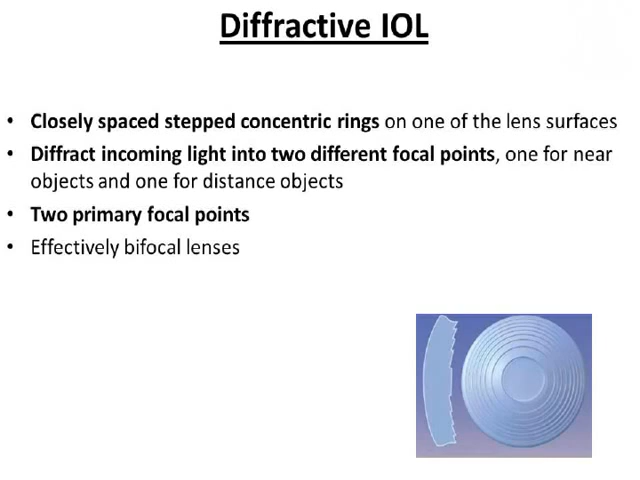 Diffractive IOL
• Closely spaced stepped concentric rings on one of the lens surfaces
• Diffract incoming light into two different focal points, one for near
objects and one for distance objects
• Two primary focal points
• Effectively bifocal lenses